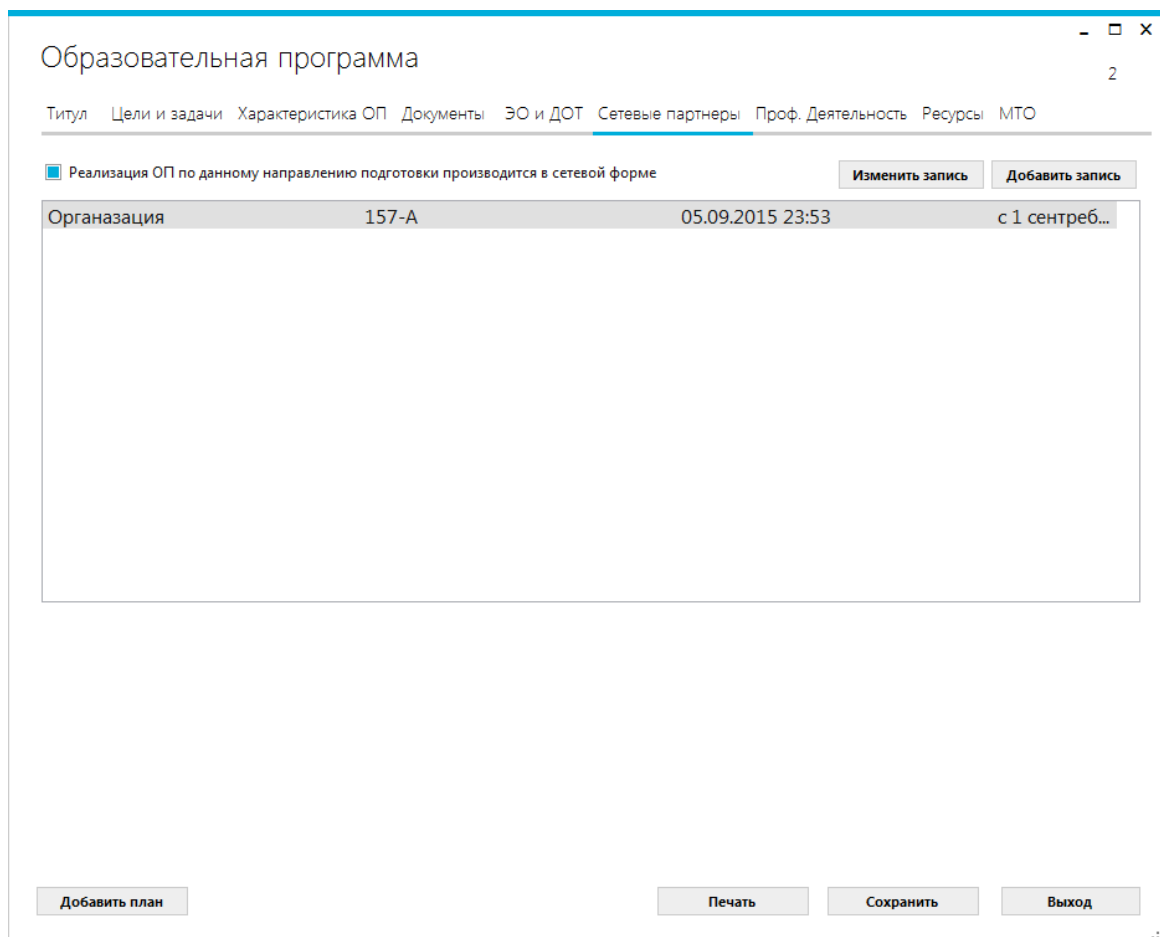 Образовательная программа
2
Титул Цели и задачи Характеристика ОП Документы ЭО и ДОТ Сетевые партнеры Проф. Деятельность Ресурсы МТО
Реализация ОП по данному направлению подготовки производится в сетевой форме Изменить запись Добавить запись
Органазация 157-А 05.09.2015 23:53 с 1 сентреб...
Добавить план Печать Сохранить Выход